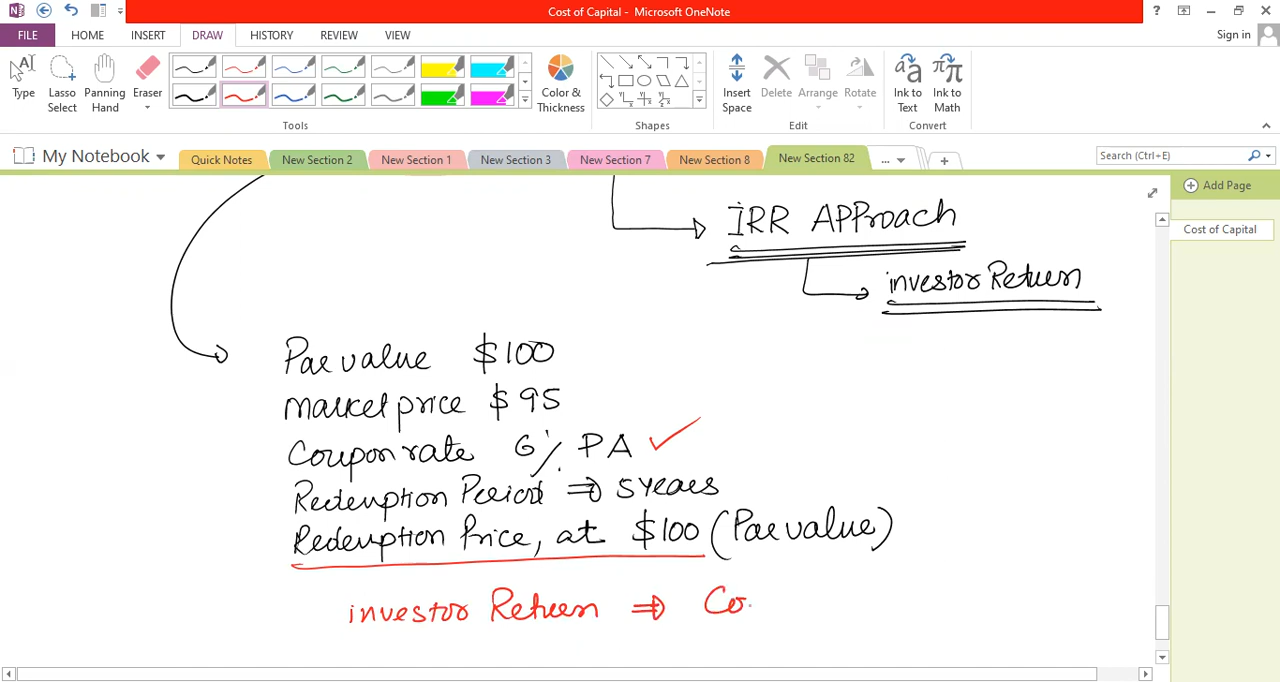 Cost of Capital - Microsoft OneNote
Sign in
FILE HOME INSERT DRAW HISTORY REVIEW VIEW
Type
Lasso Select
Panning Hand
Eraser
Color & Thickness
Insert Space
Delete
Arrange
Rotate
Ink to Text
Ink to Math
Tools
Shapes
Edit
Convert
My Notebook
Quick Notes
New Section 2
New Section 1
New Section 3
New Section 7
New Section 8
New Section 82
...
Search (Ctrl+E)
Add Page
Cost of Capital
IRR APProach
investor Return
Par value $100
Market price $95
Coupon rate 6% PA ✓
Redemption Period ⇒ 5 years
Redemption Price, at $100 (Par value)
investor Return ⇒ Co